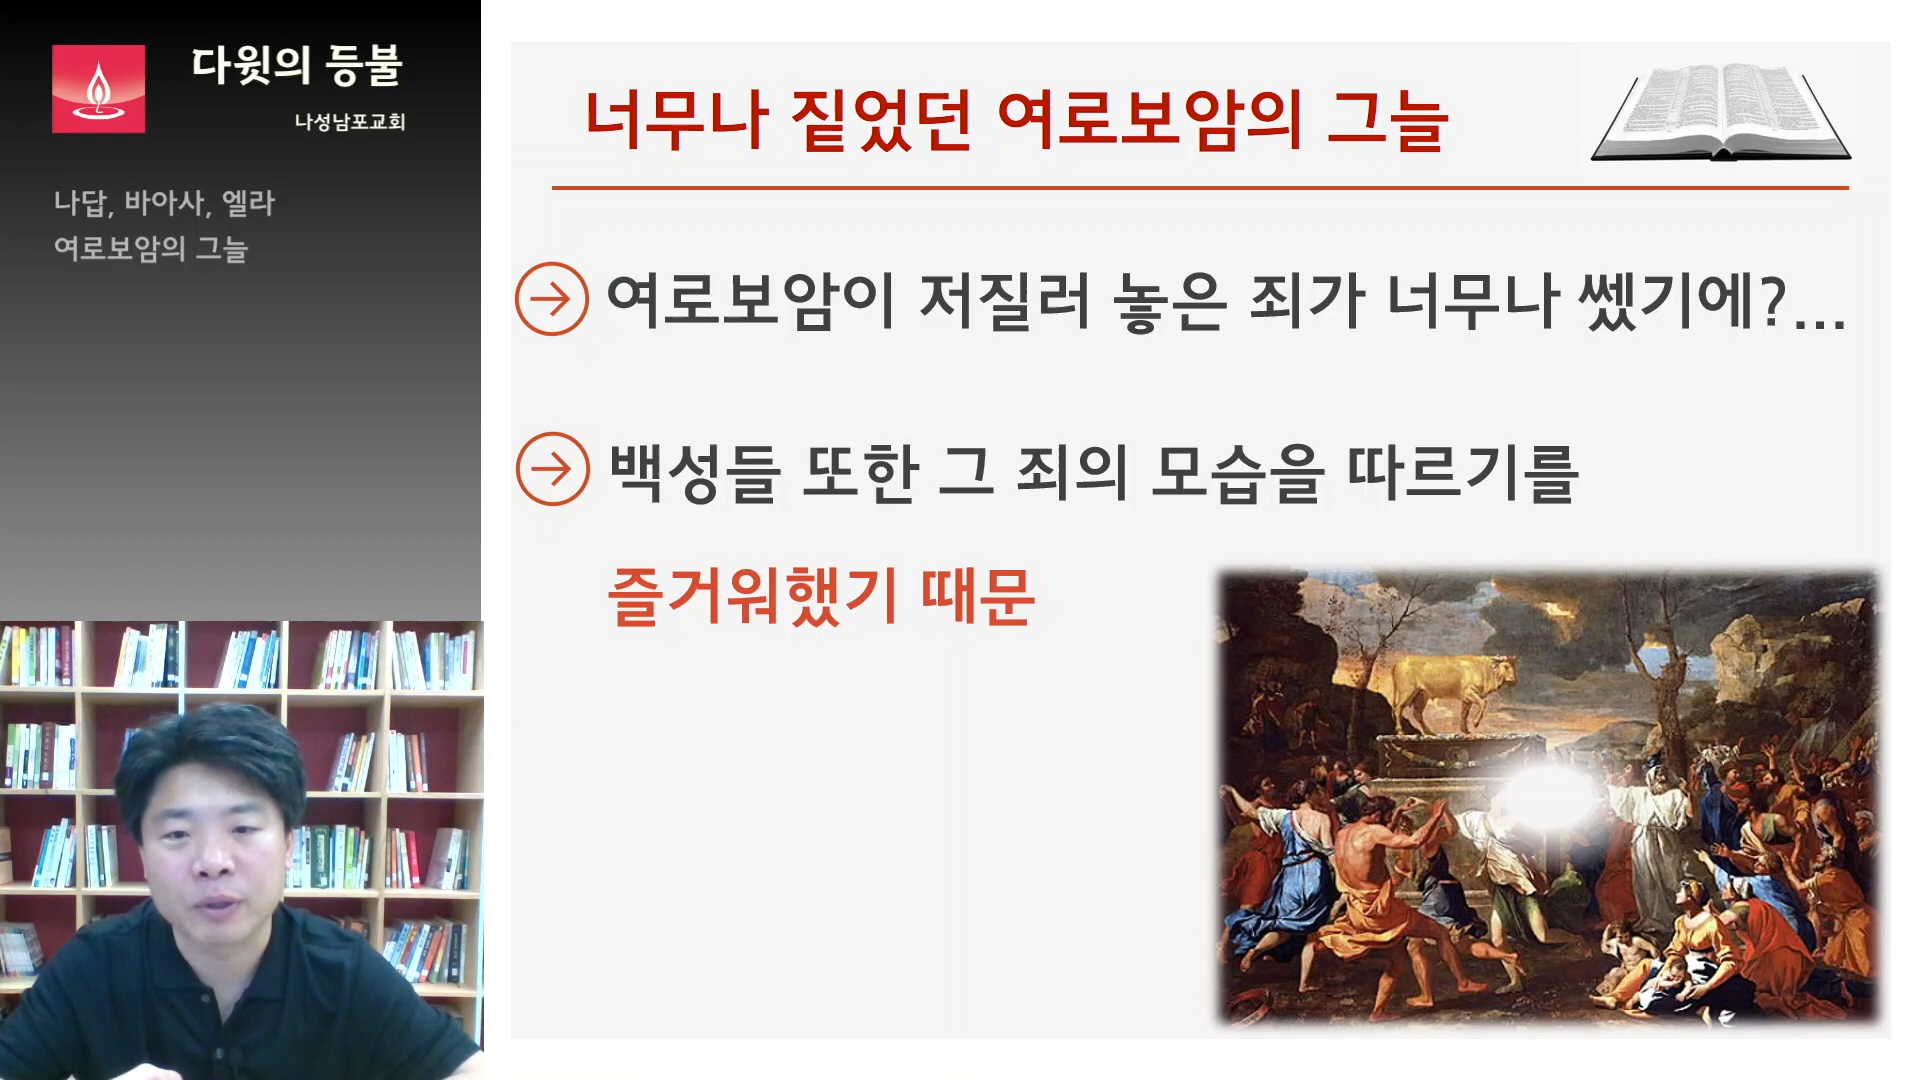 다윗의 등불
나성남포교회
나답, 바아사, 엘라
여로보암의 그늘
너무나 짙었던 여로보암의 그늘
여로보암이 저질러 놓은 죄가 너무나 쎘기에?...
백성들 또한 그 죄의 모습을 따르기를
즐거워했기 때문